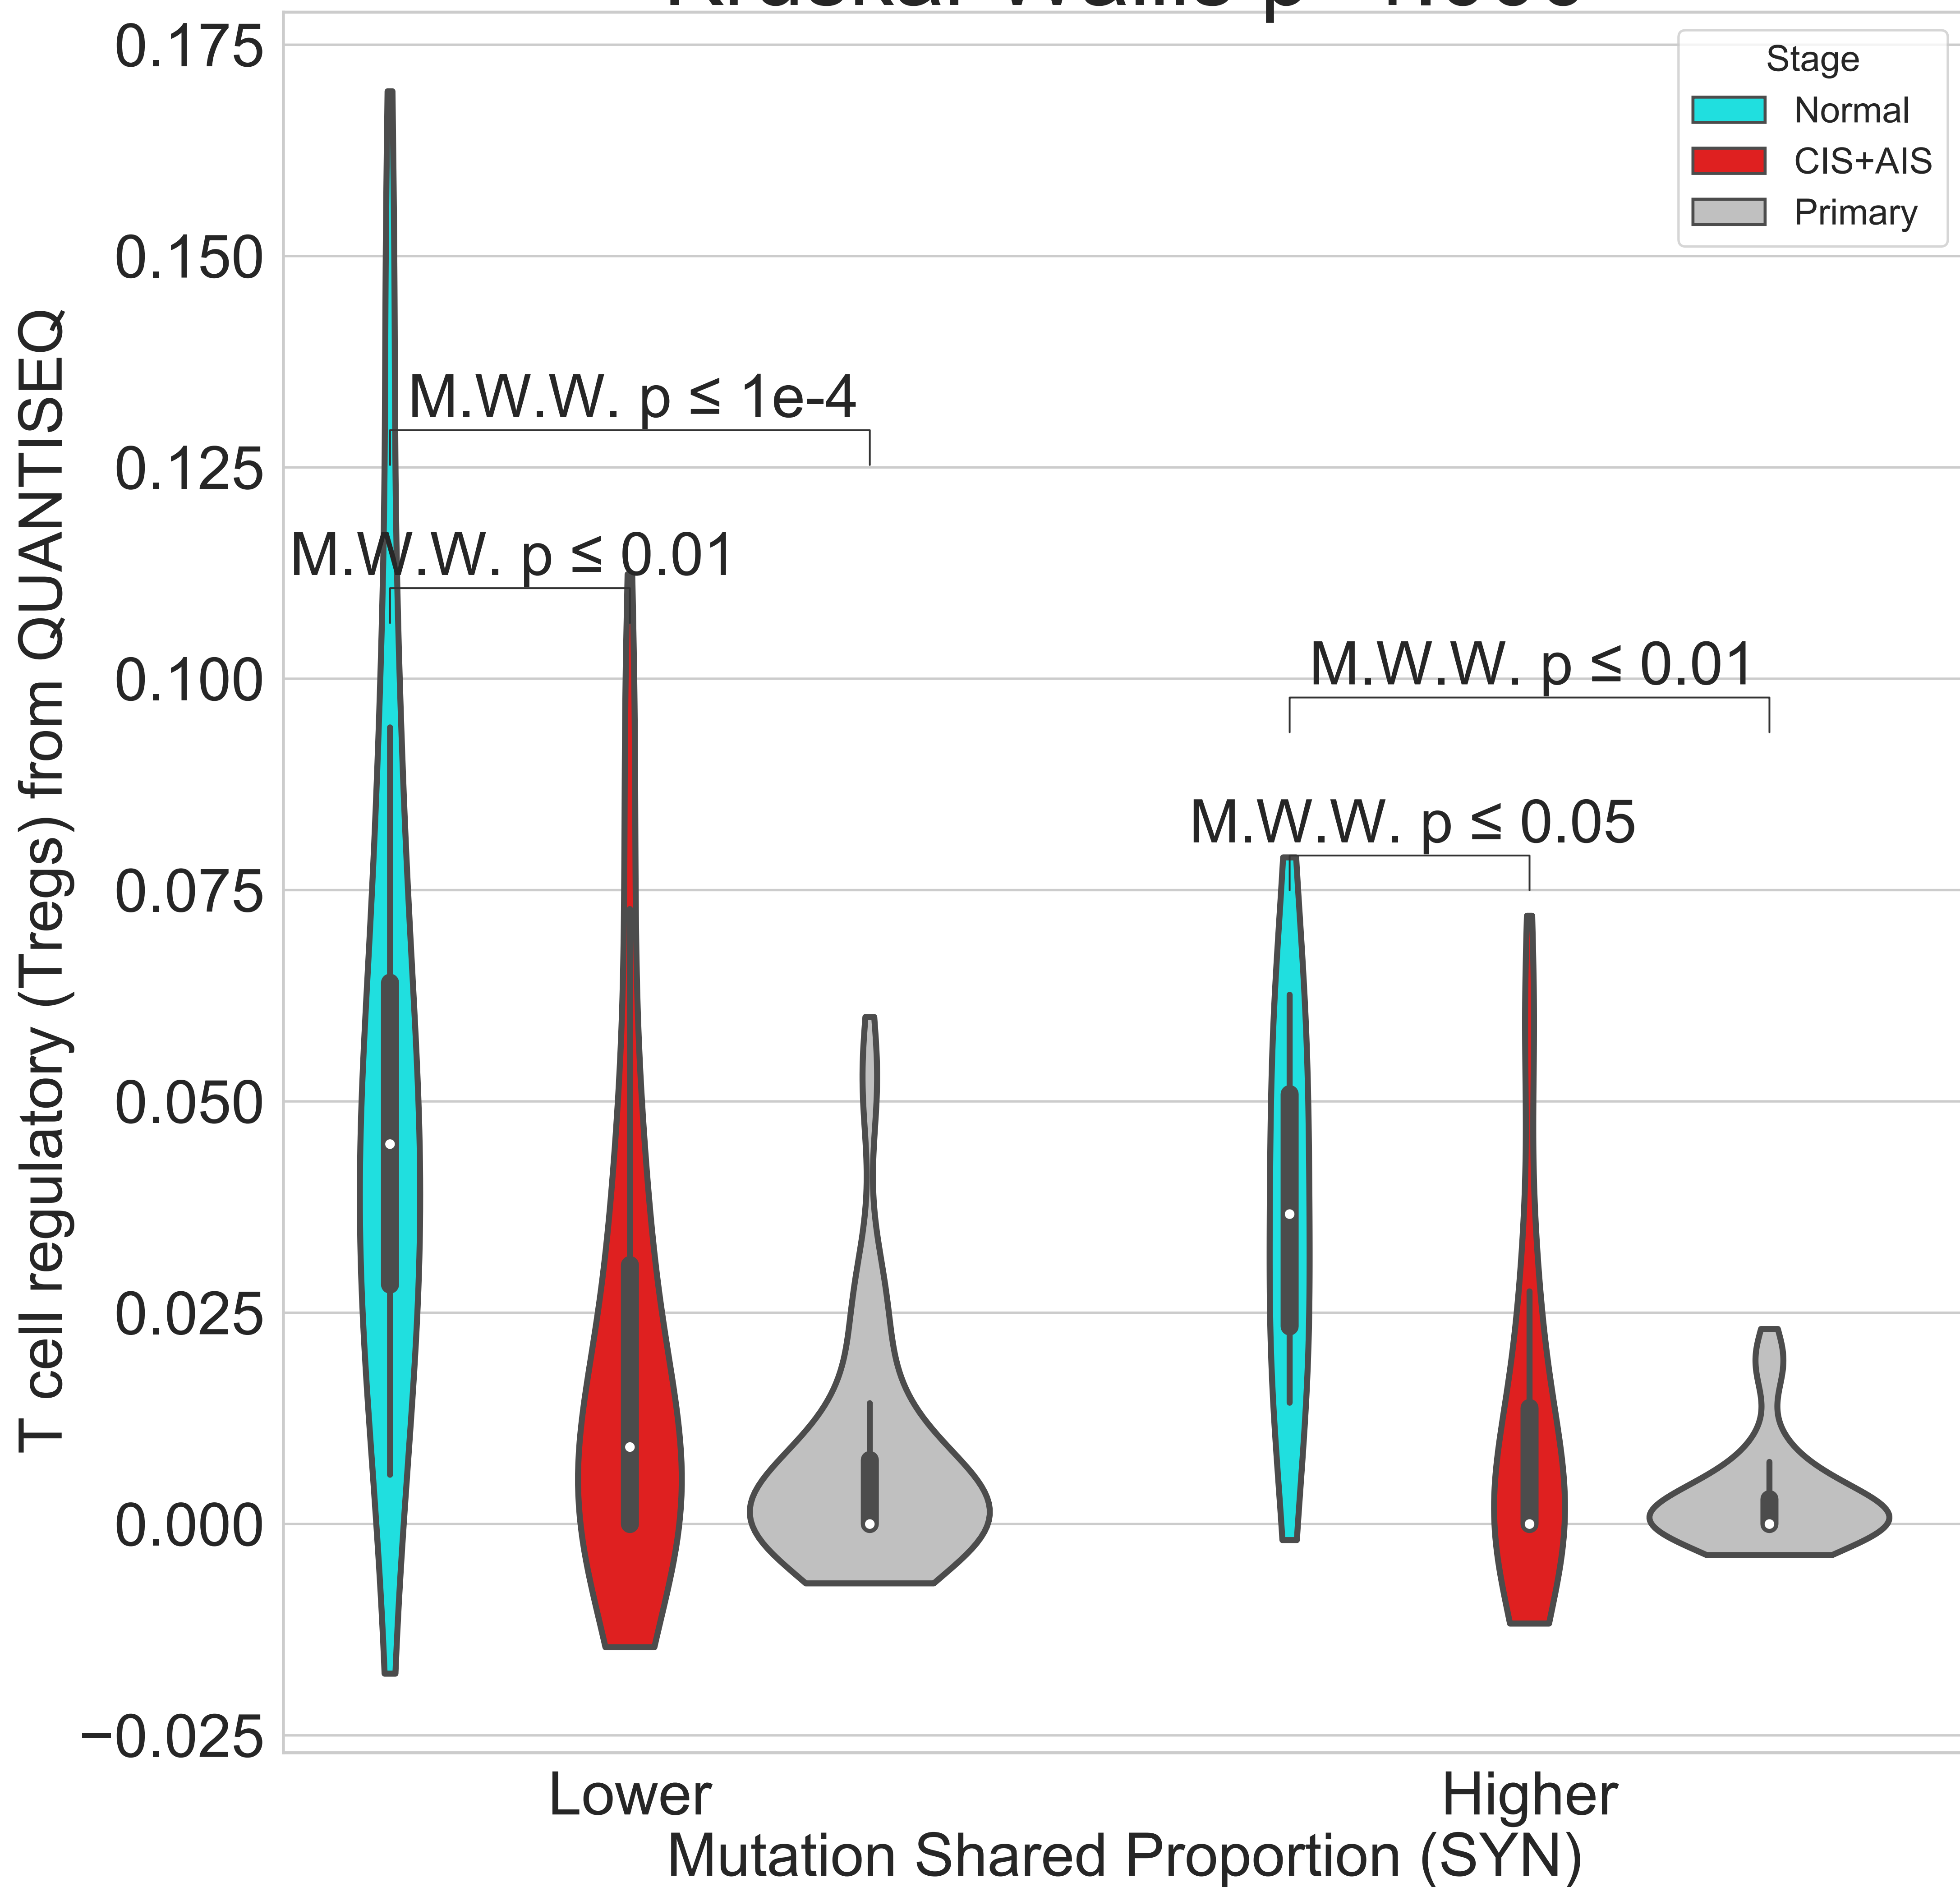 0.175
0.150
0.125
0.100
0.075
0.050
0.025
0.000
−0.025
T cell regulatory (Tregs) from QUANTISEQ
Stage
Normal
CIS+AIS
Primary
M.W.W. p ≤ 1e-4
M.W.W. p ≤ 0.01
M.W.W. p ≤ 0.01
M.W.W. p ≤ 0.05
Lower
Higher
Mutation Shared Proportion (SYN)